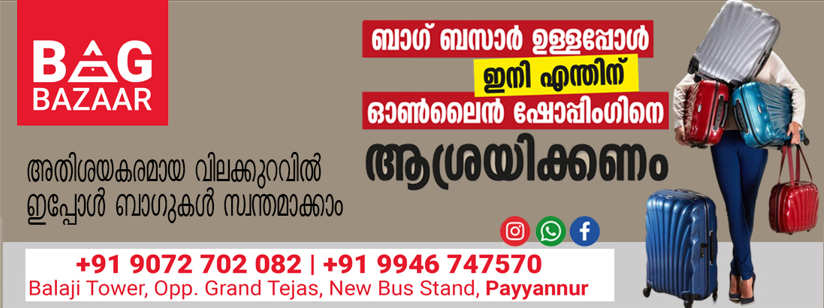 BAG
BAZAAR
ബാഗ് ബസാർ ഉള്ളപ്പോൾ
ഇനി എന്തിന്
ഓൺലൈൻ ഷോപ്പിംഗിനെ
ആശ്രയിക്കണം
അതിശയകരമായ വിലക്കുറവിൽ
ഇപ്പോൾ ബാഗുകൾ സ്വന്തമാക്കാം
+91 9072 702 082 | +91 9946 747570
Balaji Tower, Opp. Grand Tejas, New Bus Stand, Payyannur